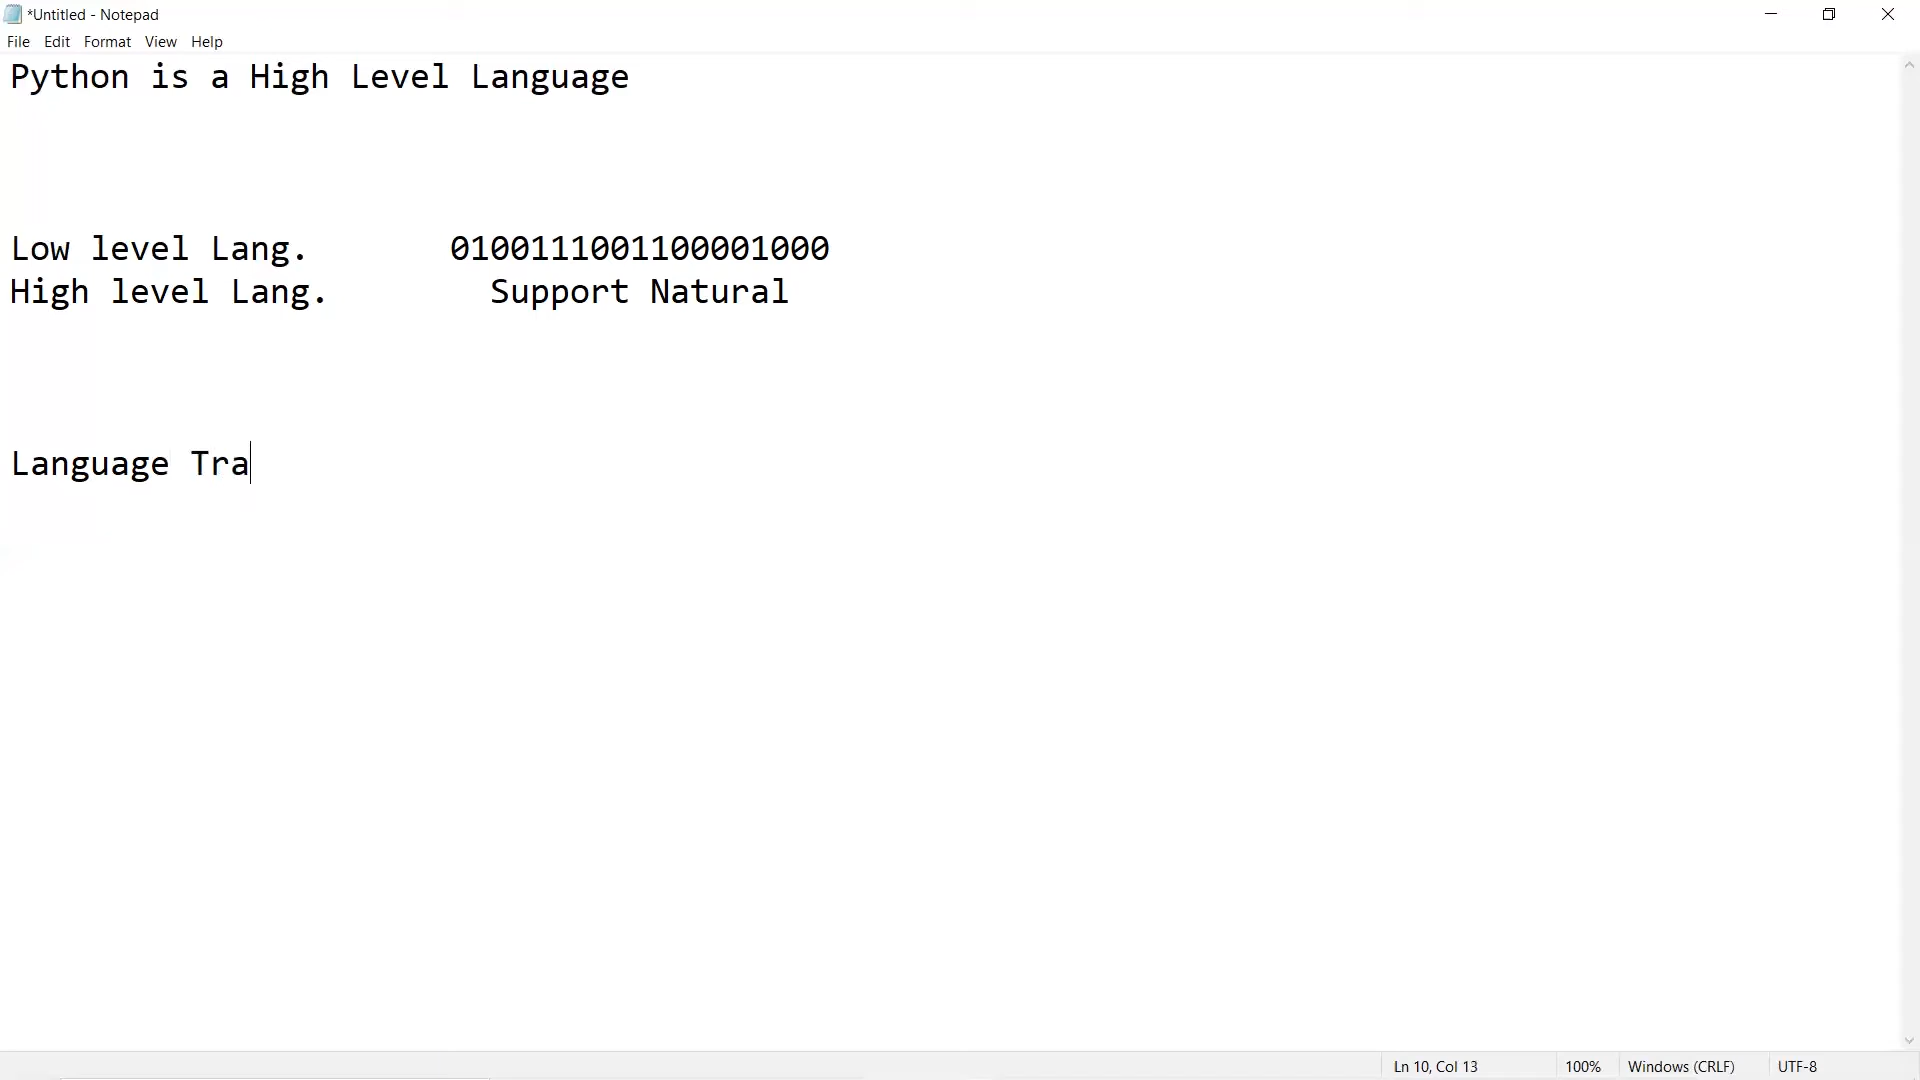 *Untitled - Notepad
File Edit Format View Help
Python is a High Level Language
Low level Lang. 0100111001100001000
High level Lang. Support Natural
Language Tra
Ln 10, Col 13 100% Windows (CRLF) UTF-8